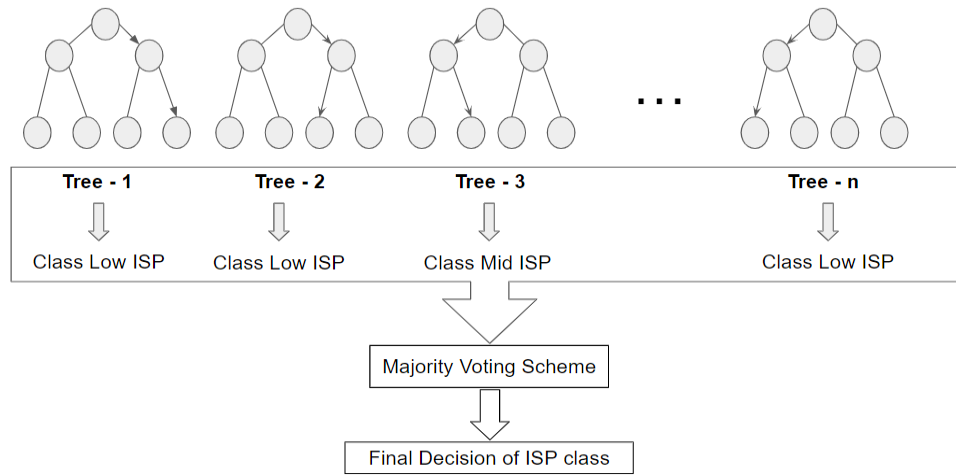 ...
Tree - 1 Tree - 2 Tree - 3 Tree - n
Class Low ISP Class Low ISP Class Mid ISP Class Low ISP
Majority Voting Scheme
Final Decision of ISP class